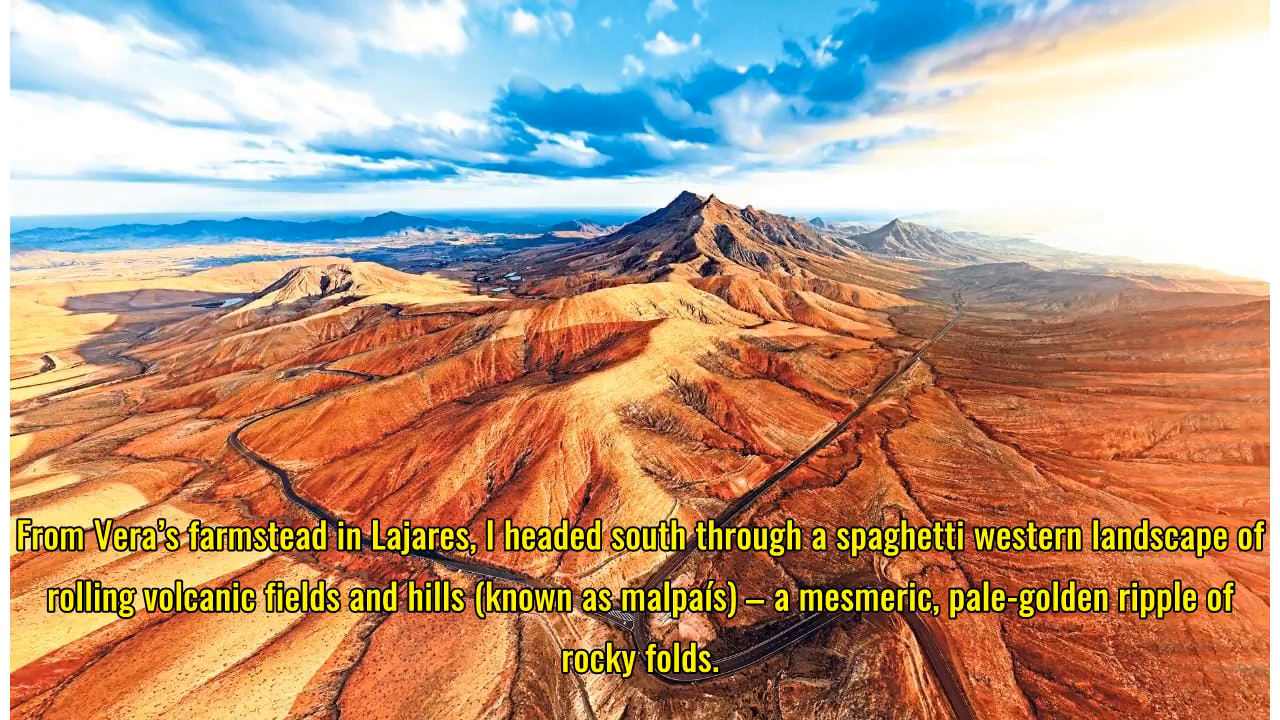 From Vera’s farmstead in Lajares, I headed south through a spaghetti western landscape of
rolling volcanic fields and hills (known as malpaís) – a mesmeric, pale-golden ripple of
rocky folds.